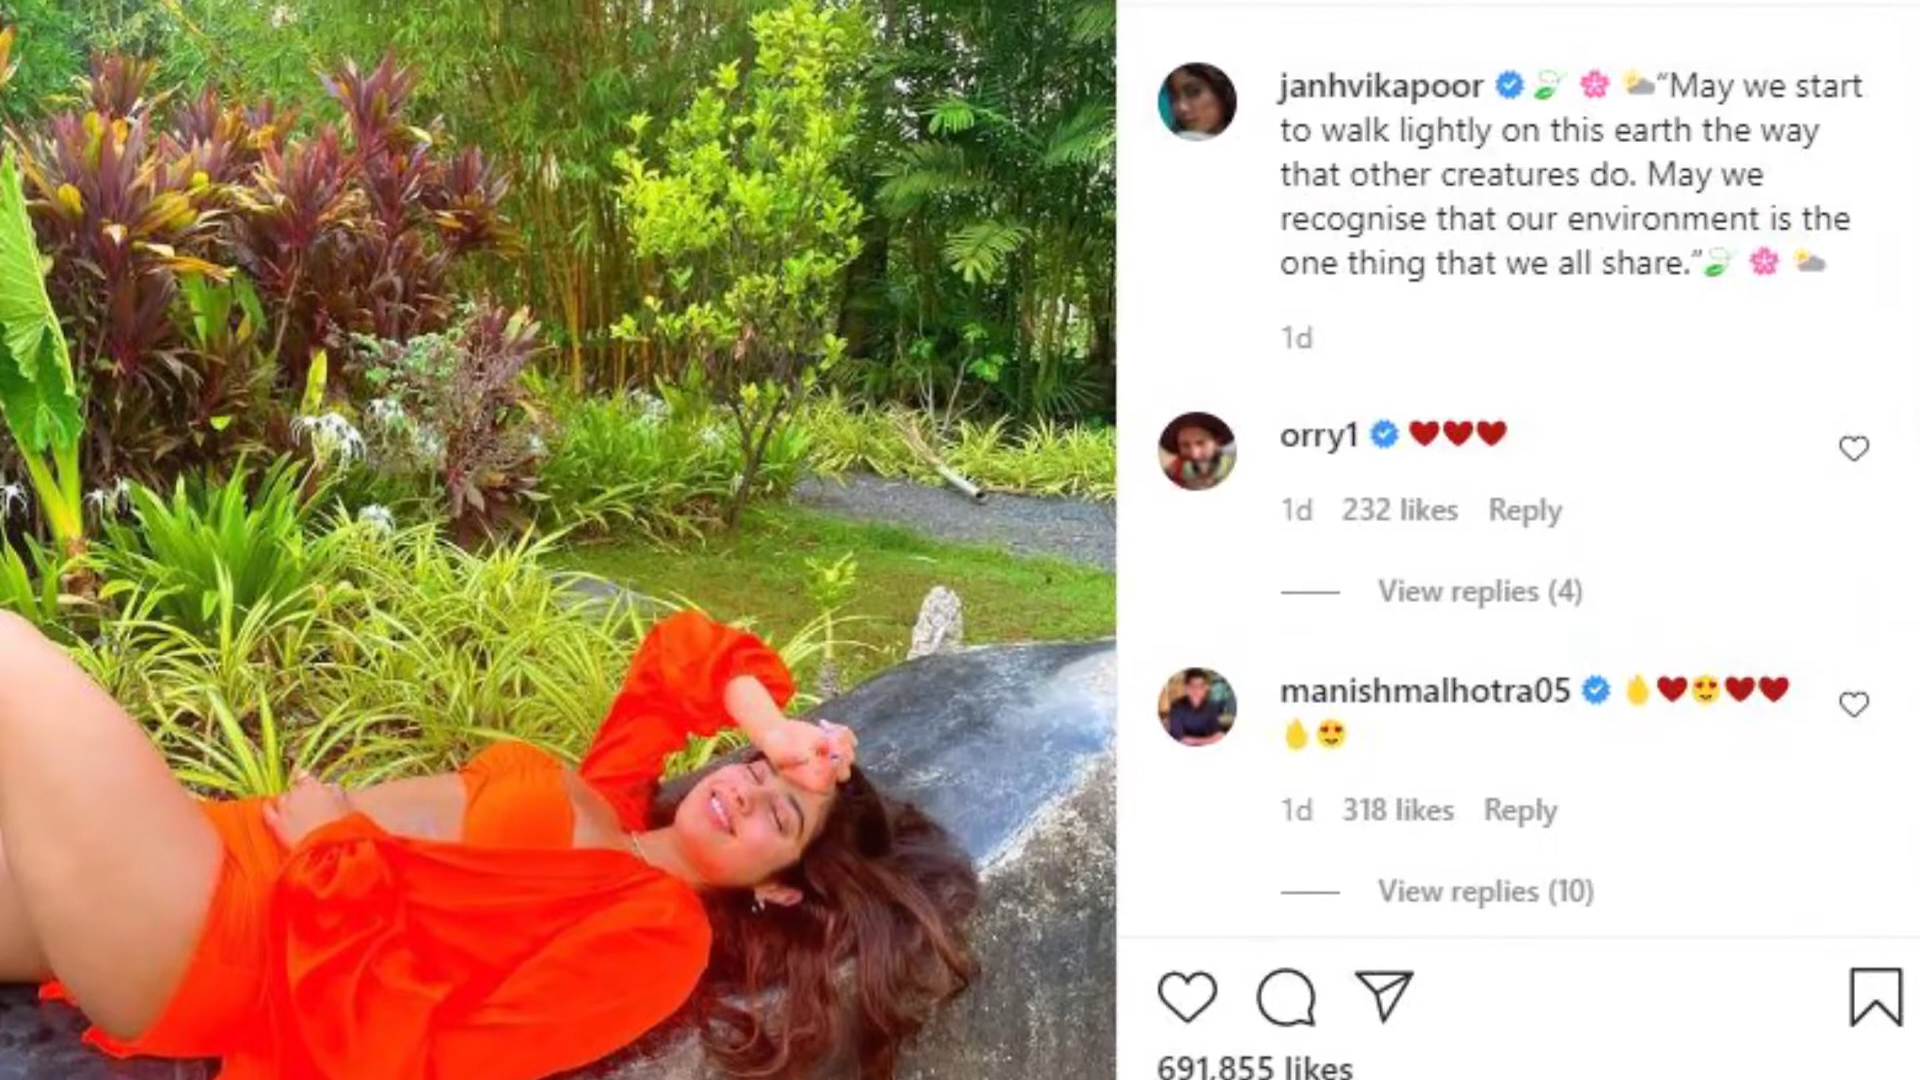 janhvikapoor “May we start
to walk lightly on this earth the way
that other creatures do. May we
recognise that our environment is the
one thing that we all share.”
1d
orry1
1d 232 likes Reply
View replies (4)
manishmalhotra05
1d 318 likes Reply
View replies (10)
691,855 likes